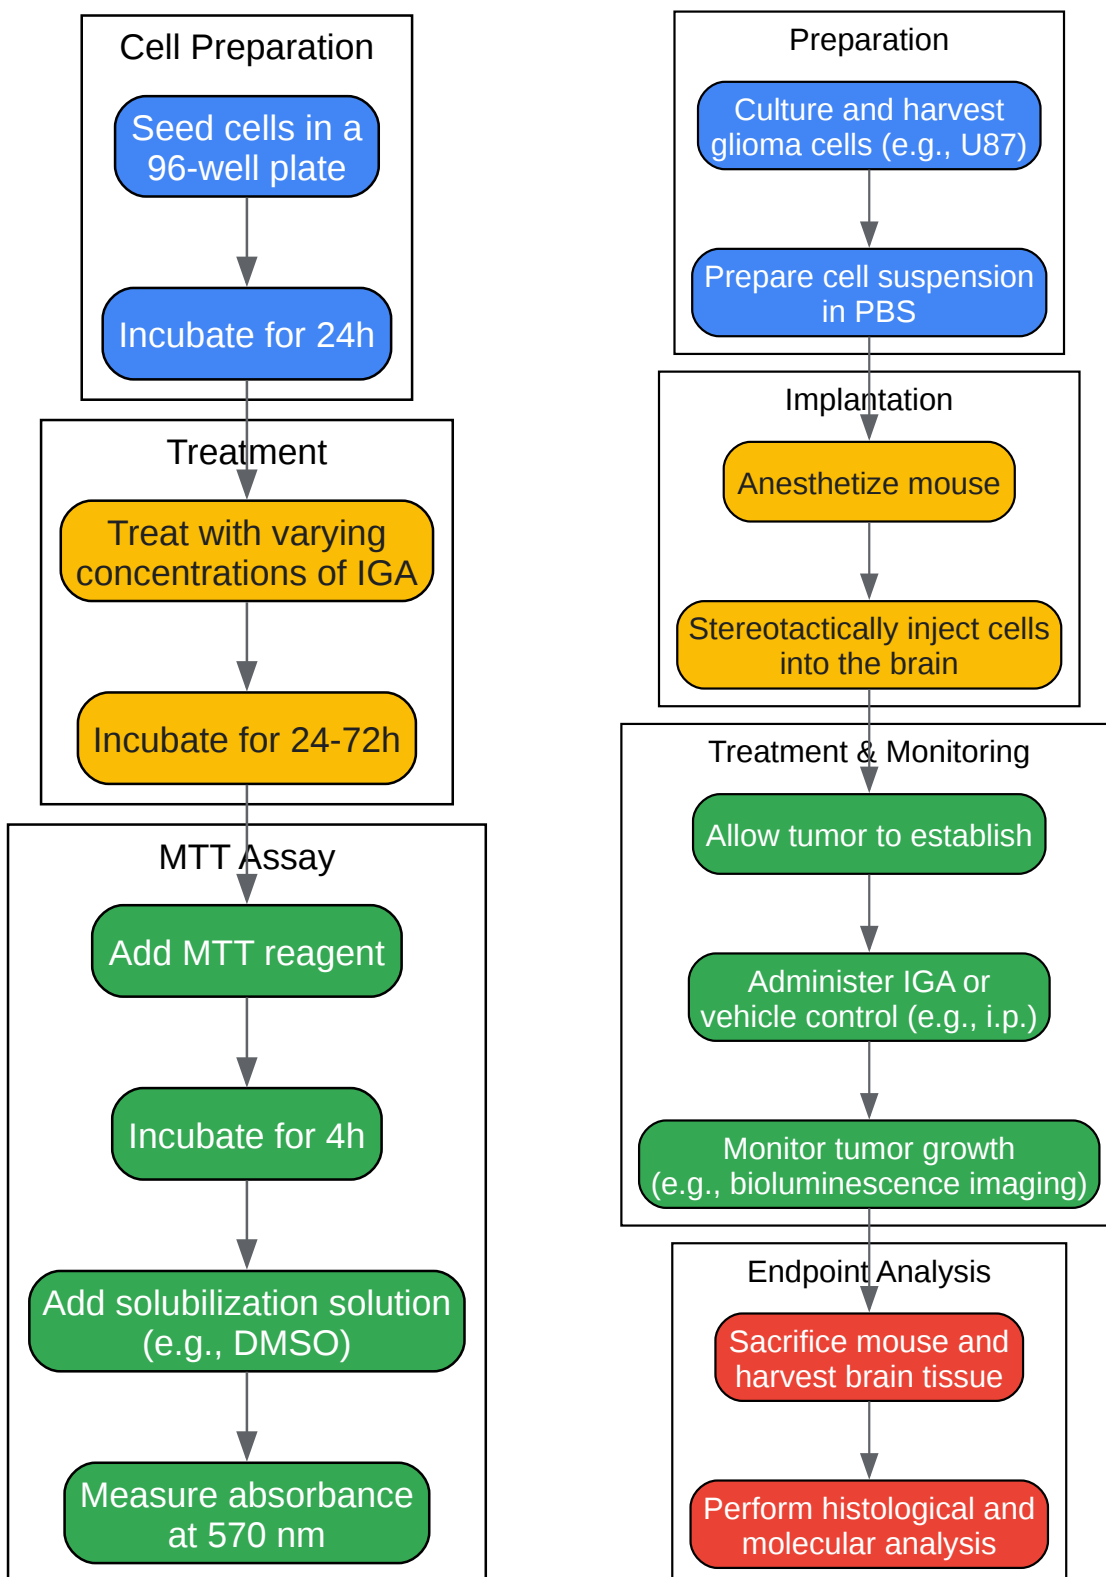 Cell Preparation
Seed cells in a
96-well plate
Incubate for 24h
Treatment
Treat with varying
concentrations of IGA
Incubate for 24-72h
MTT Assay
Add MTT reagent
Incubate for 4h
Add solubilization solution
(e.g., DMSO)
Measure absorbance
at 570 nm
Preparation
Culture and harvest
glioma cells (e.g., U87)
Prepare cell suspension
in PBS
Implantation
Anesthetize mouse
Stereotactically inject cells
into the brain
Treatment & Monitoring
Allow tumor to establish
Administer IGA or
vehicle control (e.g., i.p.)
Monitor tumor growth
(e.g., bioluminescence imaging)
Endpoint Analysis
Sacrifice mouse and
harvest brain tissue
Perform histological and
molecular analysis